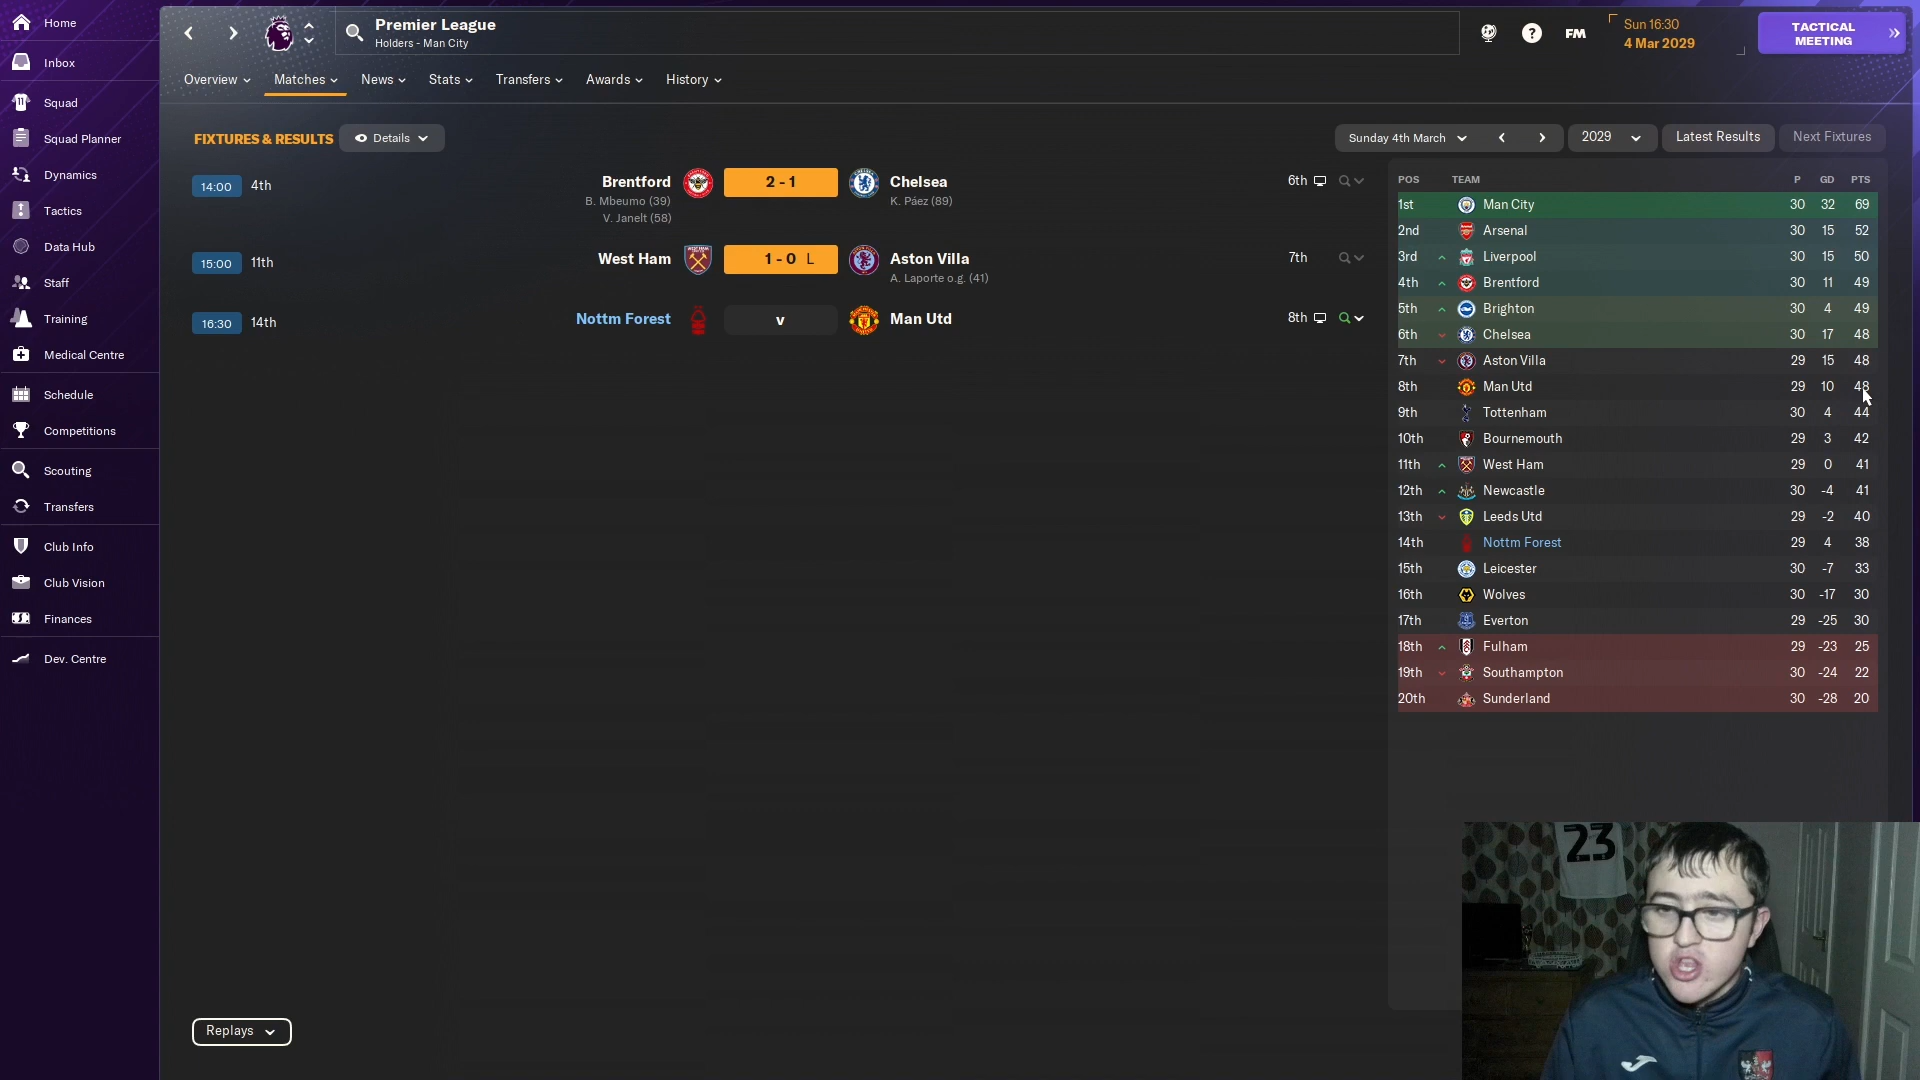 Home
Inbox
Squad
Squad Planner
Dynamics
Tactics
Data Hub
Staff
Training
Medical Centre
Schedule
Competitions
Scouting
Transfers
Club Info
Club Vision
Finances
Dev. Centre
Premier League
Holders - Man City
FM
Sun 16:30
4 Mar 2029
TACTICAL
MEETING
Overview Matches News Stats Transfers Awards History
FIXTURES & RESULTS Details
Sunday 4th March 2029 Latest Results Next Fixtures
14:00 4th Brentford 2 - 1 Chelsea 6th
B. Mbeumo (39) K. Páez (89)
V. Janelt (58)
15:00 11th West Ham 1 - 0 L Aston Villa 7th
A. Laporte o.g. (41)
16:30 14th Nottm Forest v Man Utd 8th
POS TEAM P GD PTS
1st Man City 30 32 69
2nd Arsenal 30 15 52
3rd Liverpool 30 15 50
4th Brentford 30 11 49
5th Brighton 30 4 49
6th Chelsea 30 17 48
7th Aston Villa 29 15 48
8th Man Utd 29 10 48
9th Tottenham 30 4 44
10th Bournemouth 29 3 42
11th West Ham 29 0 41
12th Newcastle 30 -4 41
13th Leeds Utd 29 -2 40
14th Nottm Forest 29 4 38
15th Leicester 30 -7 33
16th Wolves 30 -17 30
17th Everton 29 -25 30
18th Fulham 29 -23 25
19th Southampton 30 -24 22
20th Sunderland 30 -28 20
23
Replays